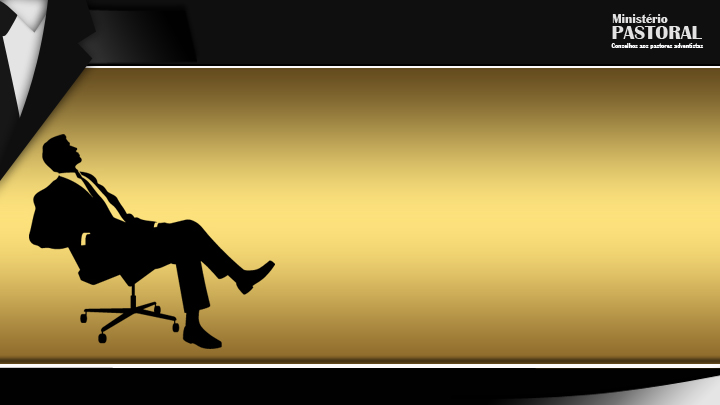 Ministério
PASTORAL
Conselhos aos pastores adventistas